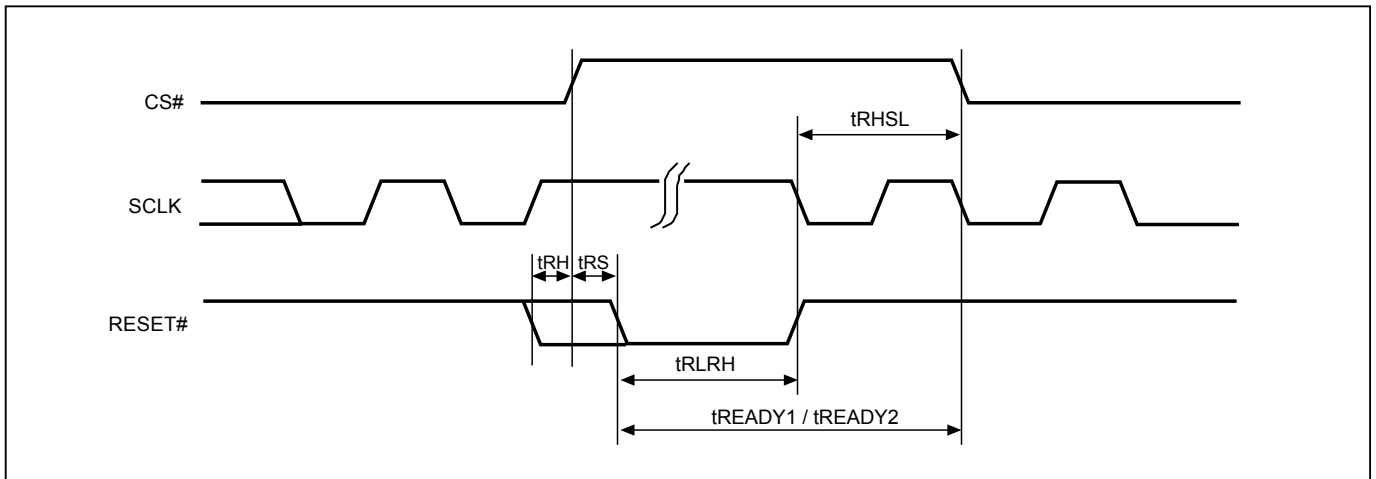 CS#
tRHSL
SCLK
tRH tRS
RESET#
tRLRH
tREADY1 / tREADY2